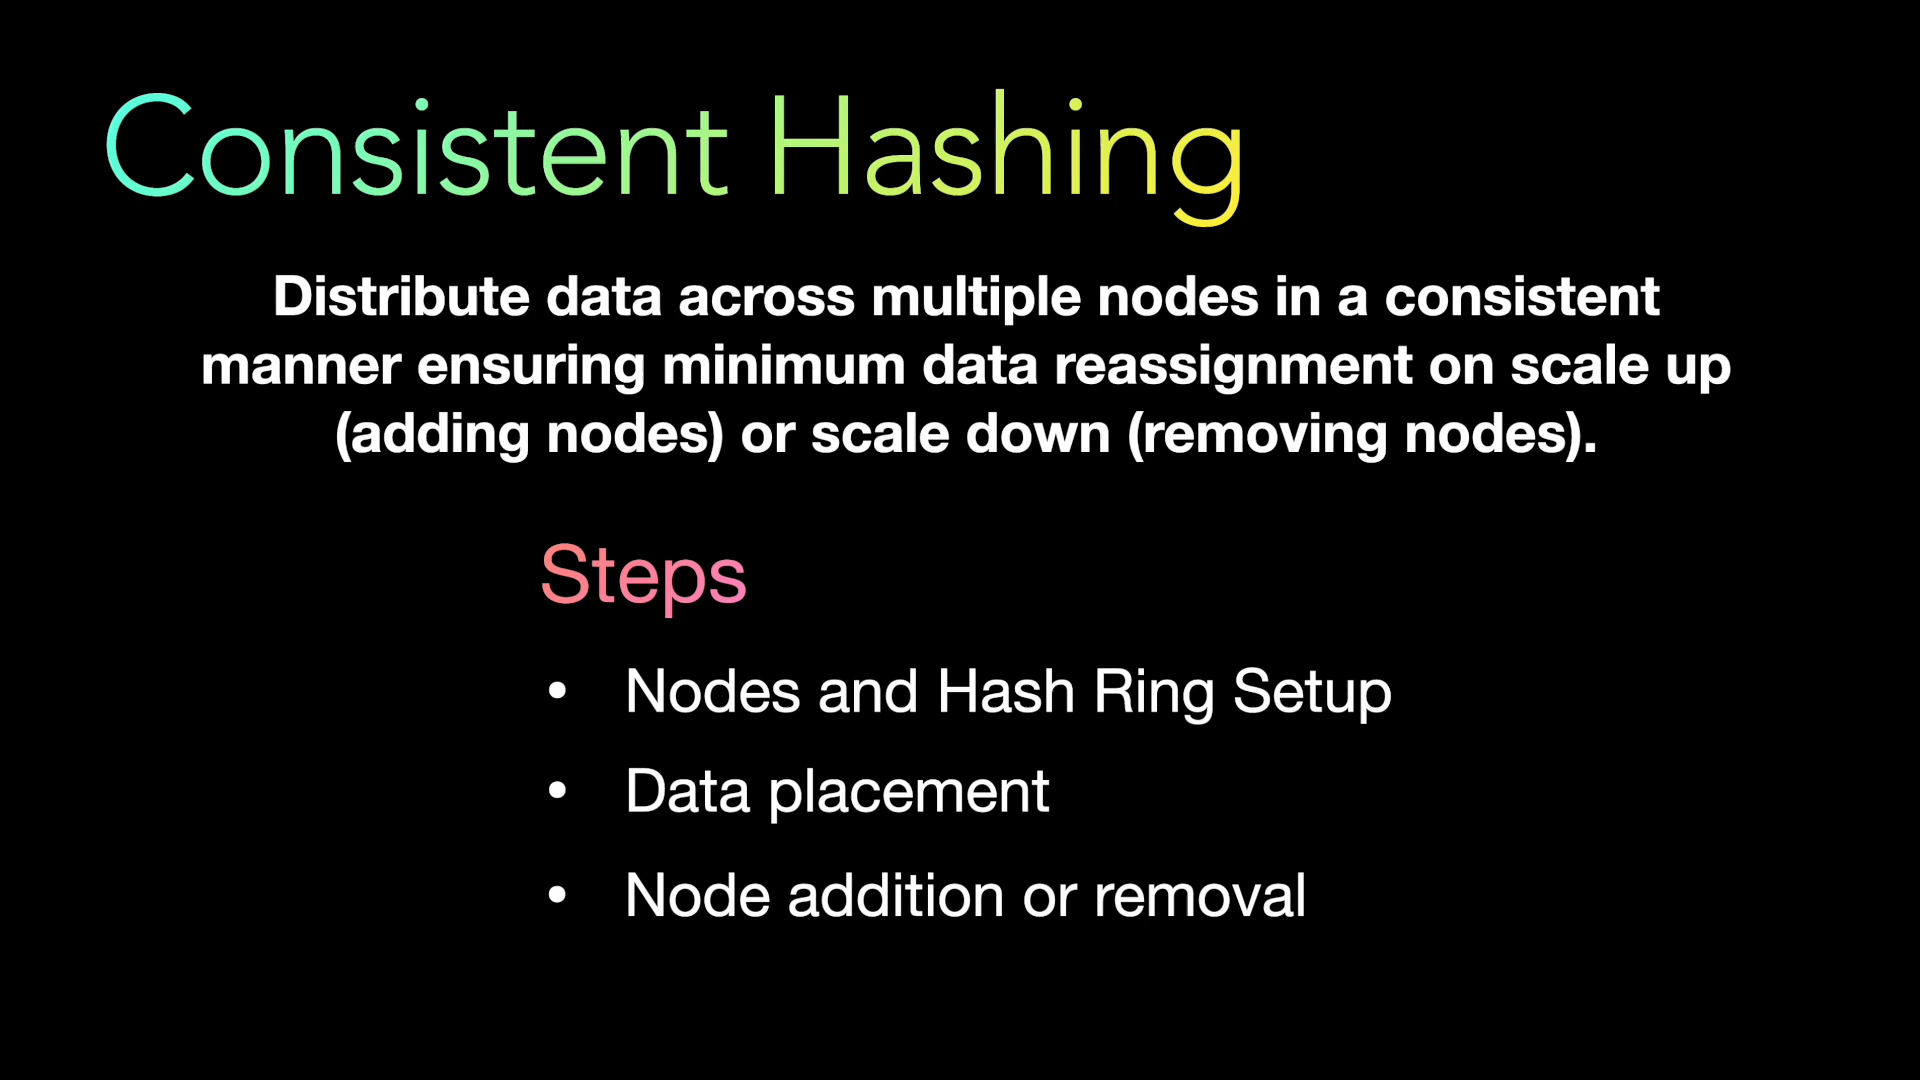 Consistent Hashing
Distribute data across multiple nodes in a consistent
manner ensuring minimum data reassignment on scale up
(adding nodes) or scale down (removing nodes).
Steps
• Nodes and Hash Ring Setup
• Data placement
• Node addition or removal